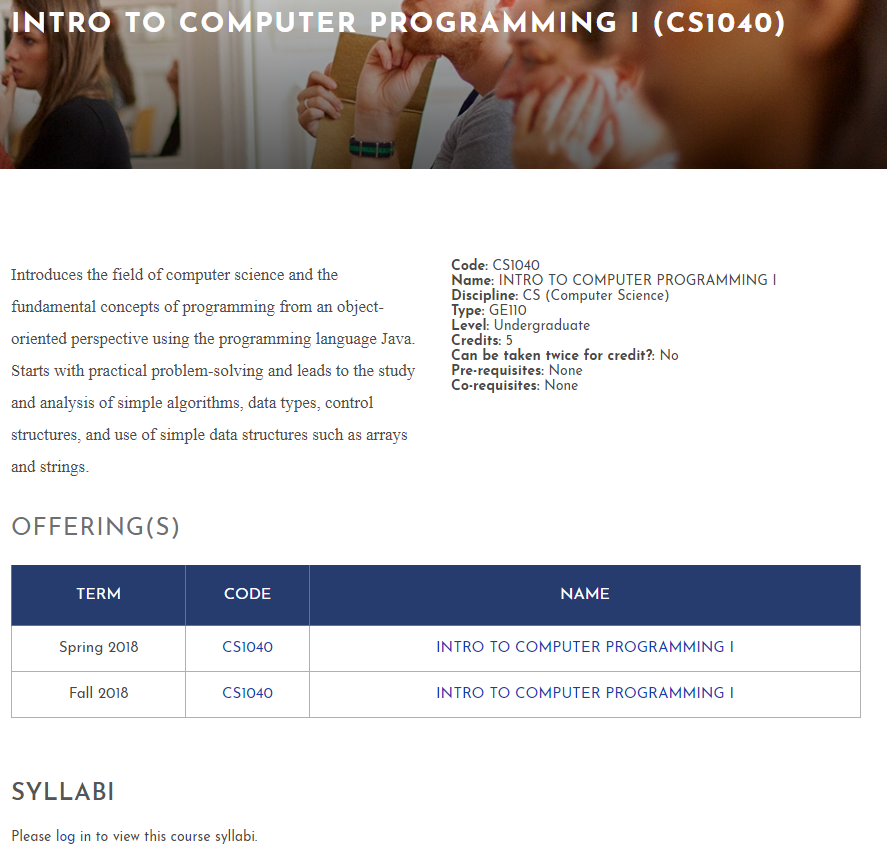 INTRO TO COMPUTER PROGRAMMING I (CS1040)
Introduces the field of computer science and the
fundamental concepts of programming from an object-
oriented perspective using the programming language Java.
Starts with practical problem-solving and leads to the study
and analysis of simple algorithms, data types, control
structures, and use of simple data structures such as arrays
and strings.
Code: CS1040
Name: INTRO TO COMPUTER PROGRAMMING I
Discipline: CS (Computer Science)
Type: GE110
Level: Undergraduate
Credits: 5
Can be taken twice for credit?: No
Pre-requisites: None
Co-requisites: None
OFFERING(S)
TERM CODE NAME
Spring 2018 CS1040 INTRO TO COMPUTER PROGRAMMING I
Fall 2018 CS1040 INTRO TO COMPUTER PROGRAMMING I
SYLLABI
Please log in to view this course syllabi.